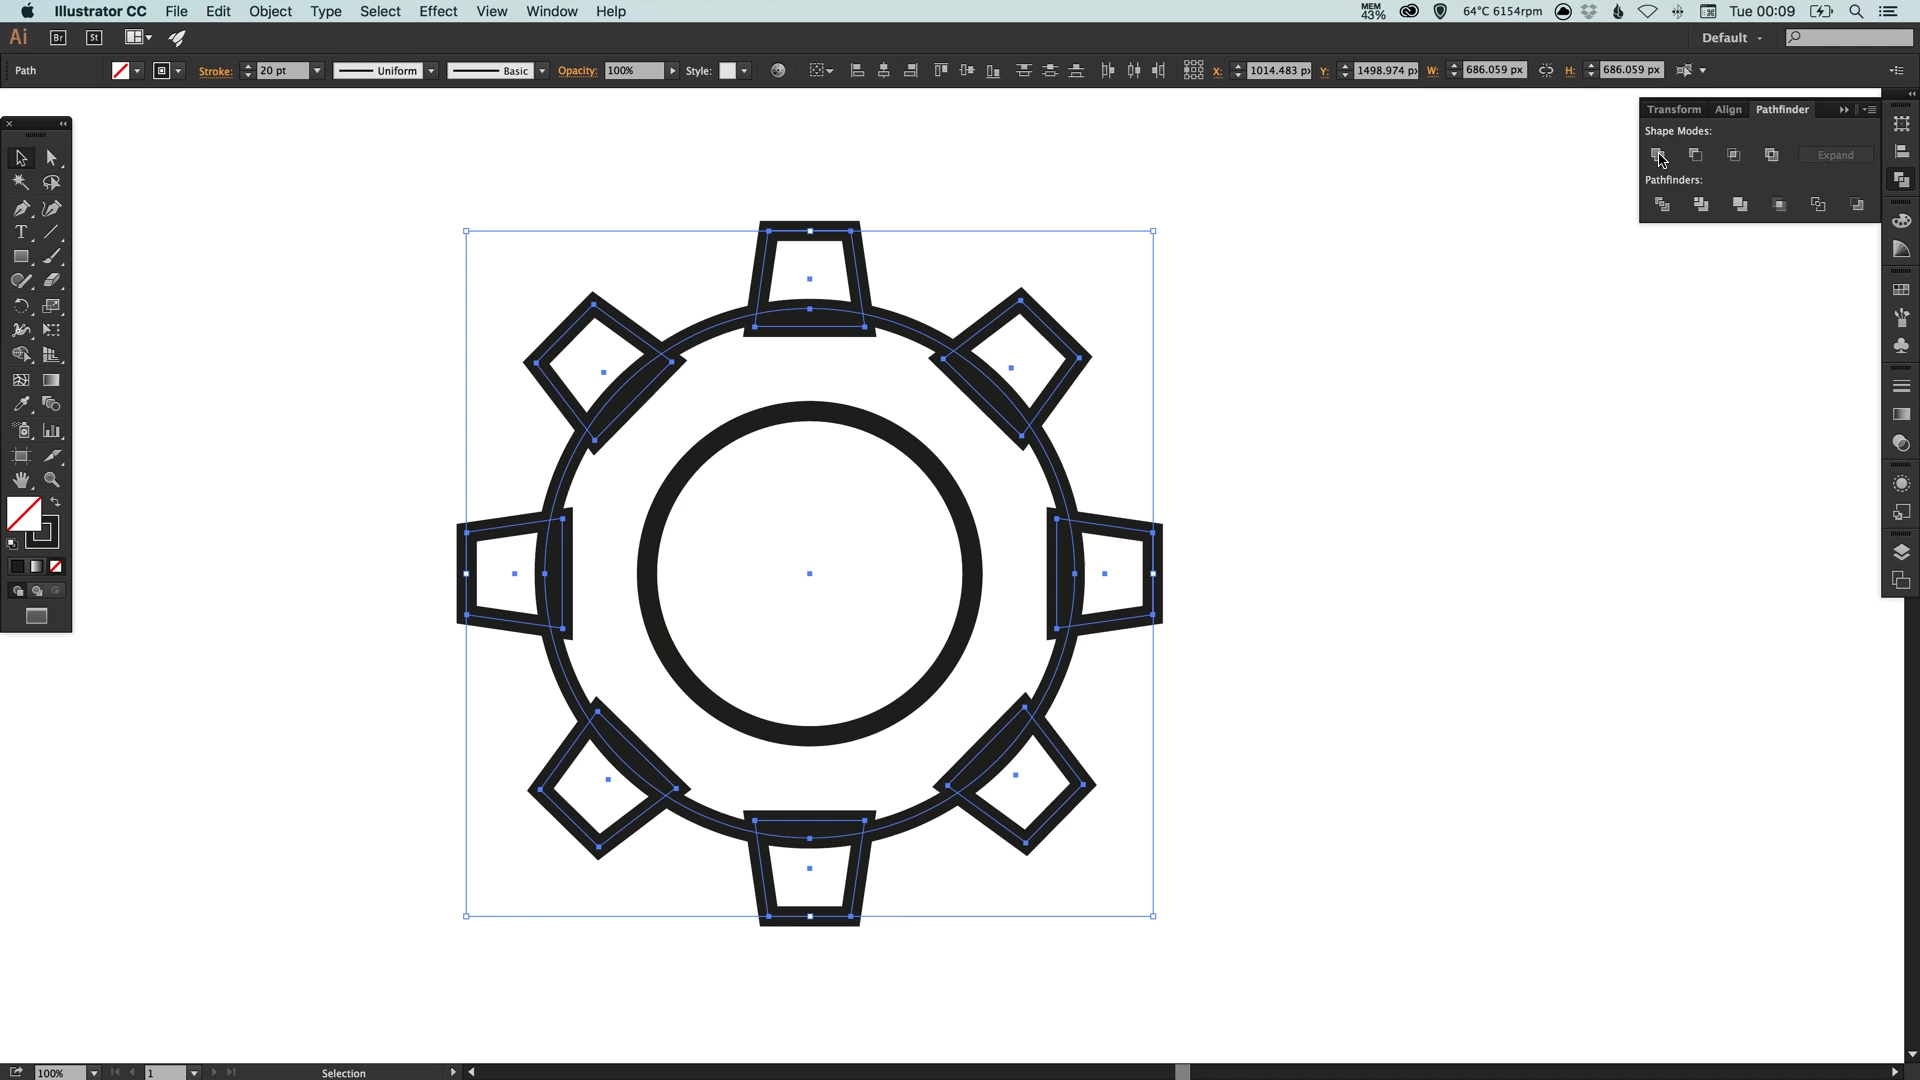 Illustrator CC File Edit Object Type Select Effect View Window Help MEM 43% 64°C 6154rpm Tue 00:09
Ai Br St Default
Path Stroke: 20 pt Uniform Basic Opacity: 100% Style: X: 1014.483 p Y: 1498.974 p W: 686.059 px H: 686.059 px
Transform Align Pathfinder
Shape Modes:
Expand
Pathfinders:
T
100% 1 Selection